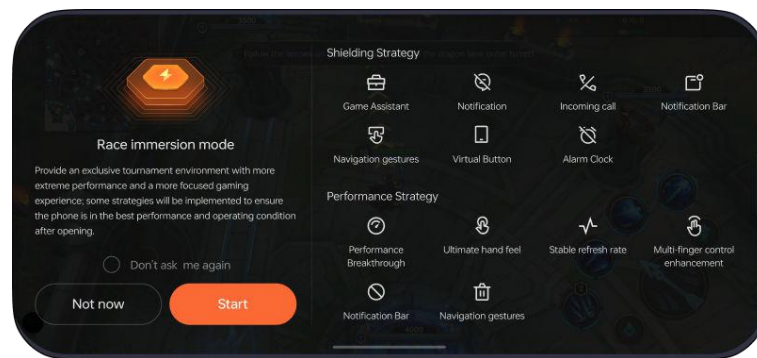 Race immersion mode
Provide an exclusive tournament environment with more
extreme performance and a more focused gaming
experience; some strategies will be implemented to ensure
the phone is in the best performance and operating condition
after opening.
Don't ask me again
Not now
Start
Shielding Strategy
Game Assistant
Notification
Incoming call
Notification Bar
Navigation gestures
Virtual Button
Alarm Clock
Performance Strategy
Performance
Breakthrough
Ultimate hand feel
Stable refresh rate
Multi-finger control
enhancement
Notification Bar
Navigation gestures